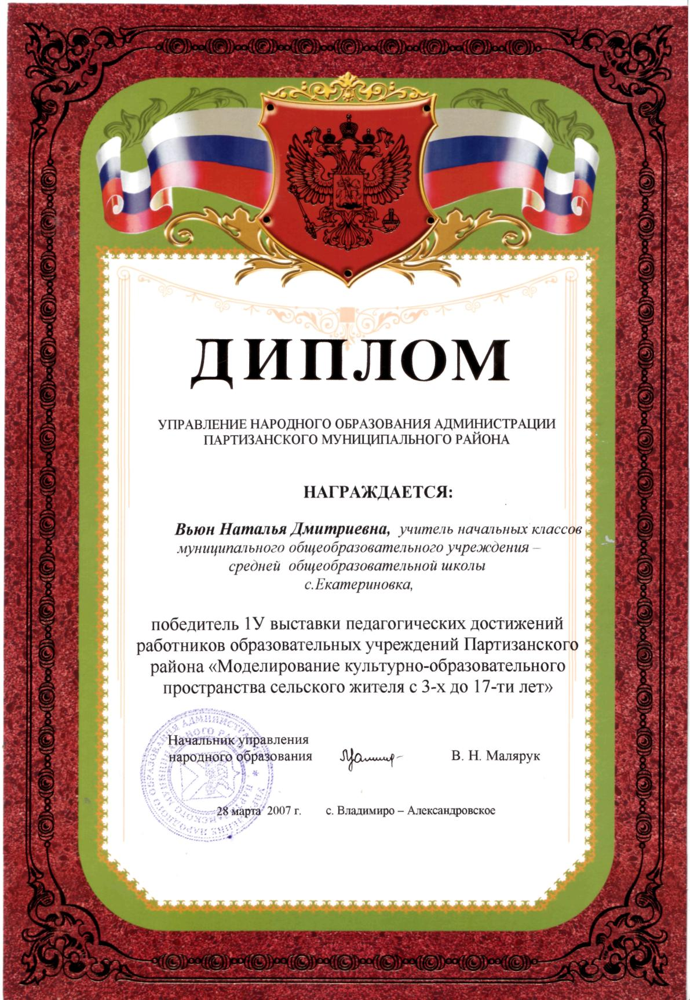 ДИПЛОМ
УПРАВЛЕНИЕ НАРОДНОГО ОБРАЗОВАНИЯ АДМИНИСТРАЦИИ
ПАРТИЗАНСКОГО МУНИЦИПАЛЬНОГО РАЙОНА
НАГРАЖДАЕТСЯ:
Вьюн Наталья Дмитриевна, учитель начальных классов
муниципального общеобразовательного учреждения –
средней общеобразовательной школы
с.Екатериновка,
победитель 1У выставки педагогических достижений
работников образовательных учреждений Партизанского
района «Моделирование культурно-образовательного
пространства сельского жителя с 3-х до 17-ти лет»
Начальник управления
народного образования В. Н. Малярук
28 марта 2007 г. с. Владимиро – Александровское